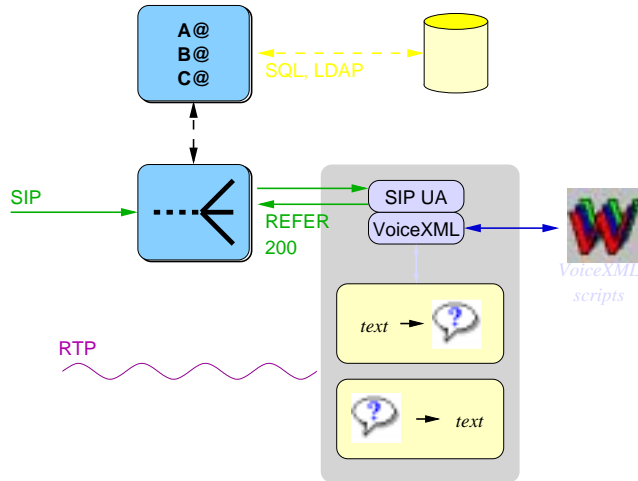 A@
B@
C@
SQL, LDAP
SIP
SIP UA
REFER
200
VoiceXML
VoiceXML
scripts
text
?
RTP
?
text